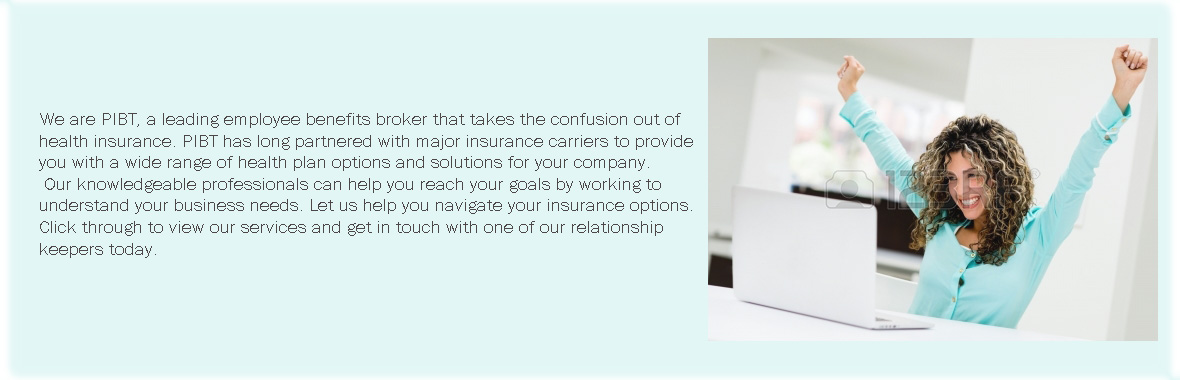 We are PIBT, a leading employee benefits broker that takes the confusion out of
health insurance. PIBT has long partnered with major insurance carriers to provide
you with a wide range of health plan options and solutions for your company.
Our knowledgeable professionals can help you reach your goals by working to
understand your business needs. Let us help you navigate your insurance options.
Click through to view our services and get in touch with one of our relationship
keepers today.